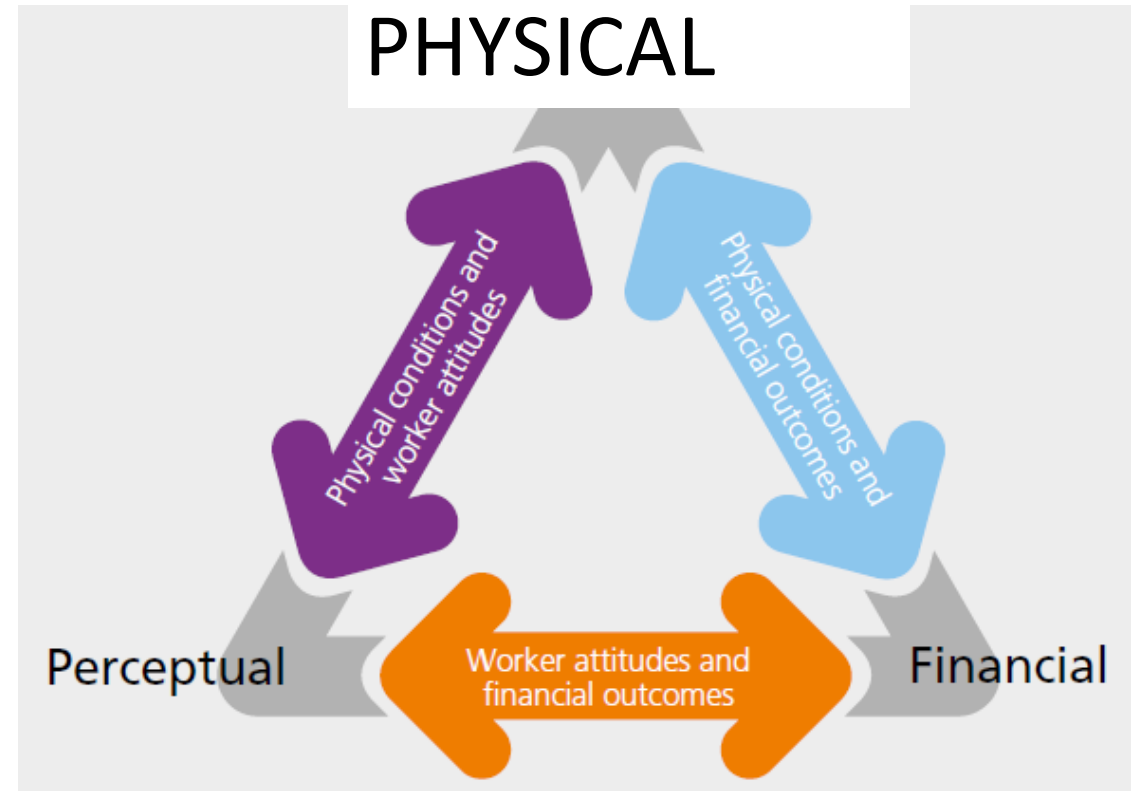 PHYSICAL
Physical conditions and
worker attitudes
Physical conditions and
financial outcomes
Perceptual
Worker attitudes and
financial outcomes
Financial